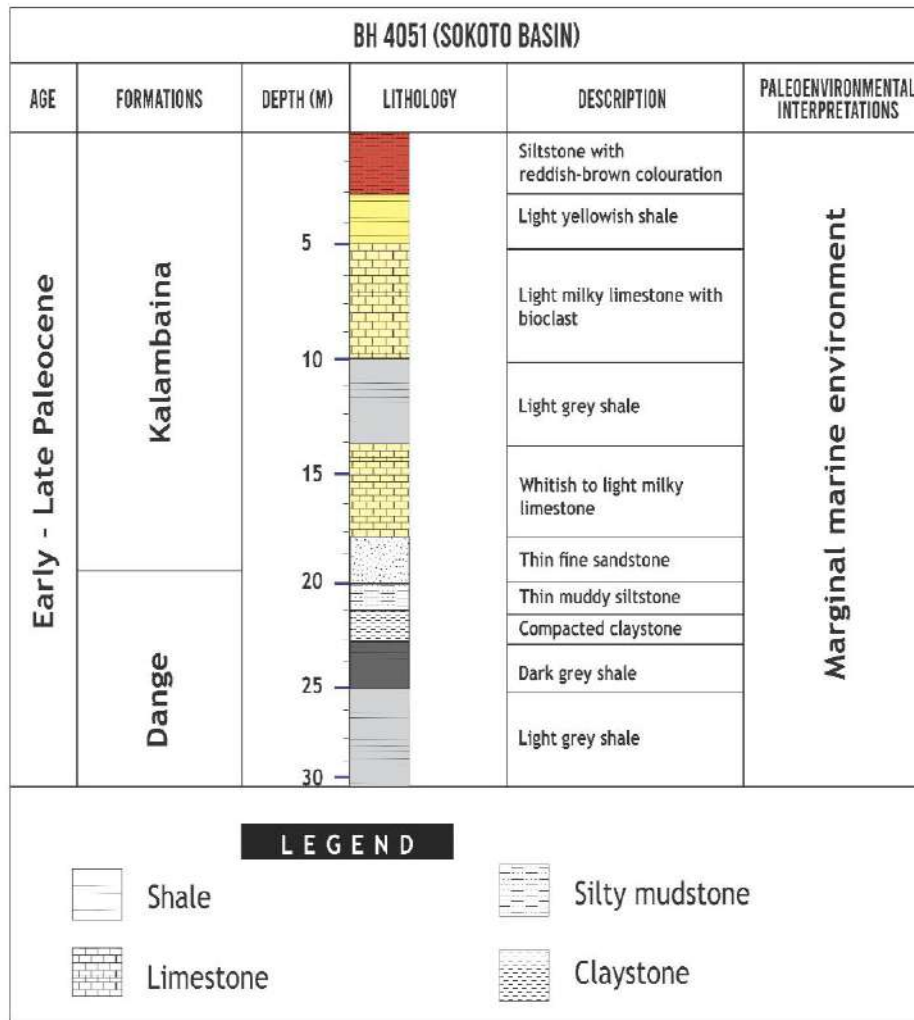 BH 4051 (SOKOTO BASIN)
AGE
FORMATIONS
DEPTH (M)
LITHOLOGY
DESCRIPTION
PALEOENVIRONMENTAL
INTERPRETATIONS
Early - Late Paleocene
Kalambaina
Dange
5
10
15
20
25
30
Siltstone with
reddish-brown colouration
Light yellowish shale
Light milky limestone with
bioclast
Light grey shale
Whitish to light milky
limestone
Thin fine sandstone
Thin muddy siltstone
Compacted claystone
Dark grey shale
Light grey shale
Marginal marine environment
LEGEND
Shale
Silty mudstone
Limestone
Claystone